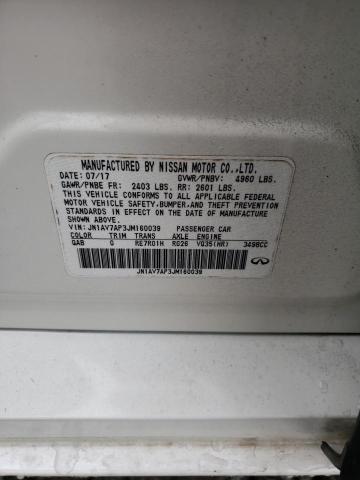 MANUFACTURED BY NISSAN MOTOR CO.,LTD.
DATE: 07/17 GVWR/PNBV: 4960 LBS.
GAWR/PNBE FR: 2403 LBS. RR: 2601 LBS.
THIS VEHICLE CONFORMS TO ALL APPLICABLE FEDERAL
MOTOR VEHICLE SAFETY, BUMPER, AND THEFT PREVENTION
STANDARDS IN EFFECT ON THE DATE OF MANUFACTURE
SHOWN ABOVE.
VIN: JN1AV7AP3JM160039 PASSENGER CAR
COLOR TRIM TRANS AXLE ENGINE
QAB G RE7R01H RG26 VQ35(HR) 3498CC
JN1AV7AP3JM160039